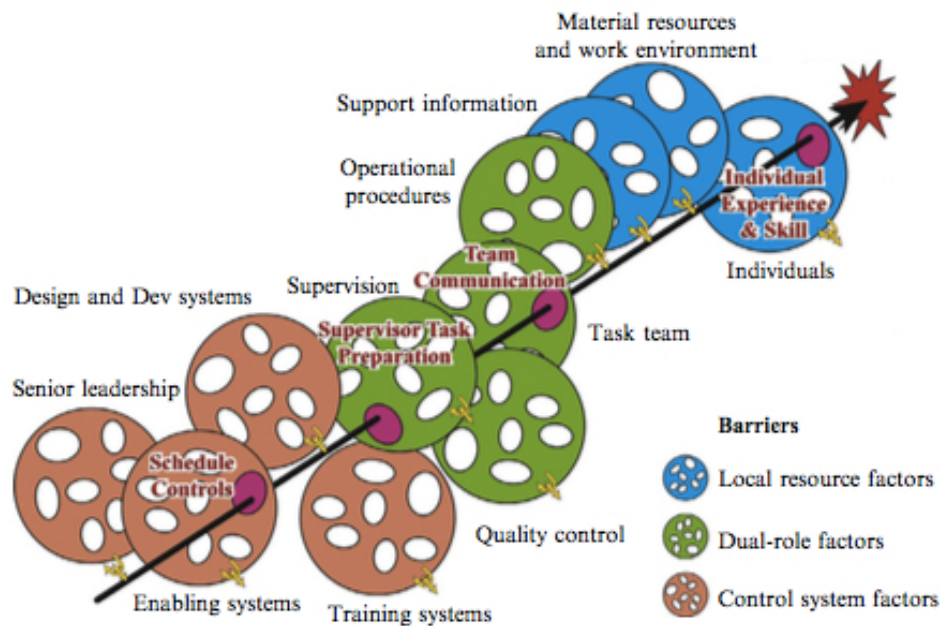 Material resources
and work environment
Support information
Operational
procedures
Individual
Experience
& Skill
Individuals
Team
Communication
Supervision
Design and Dev systems
Supervisor Task
Preparation
Task team
Senior leadership
Schedule
Controls
Quality control
Enabling systems
Training systems
Barriers
Local resource factors
Dual-role factors
Control system factors